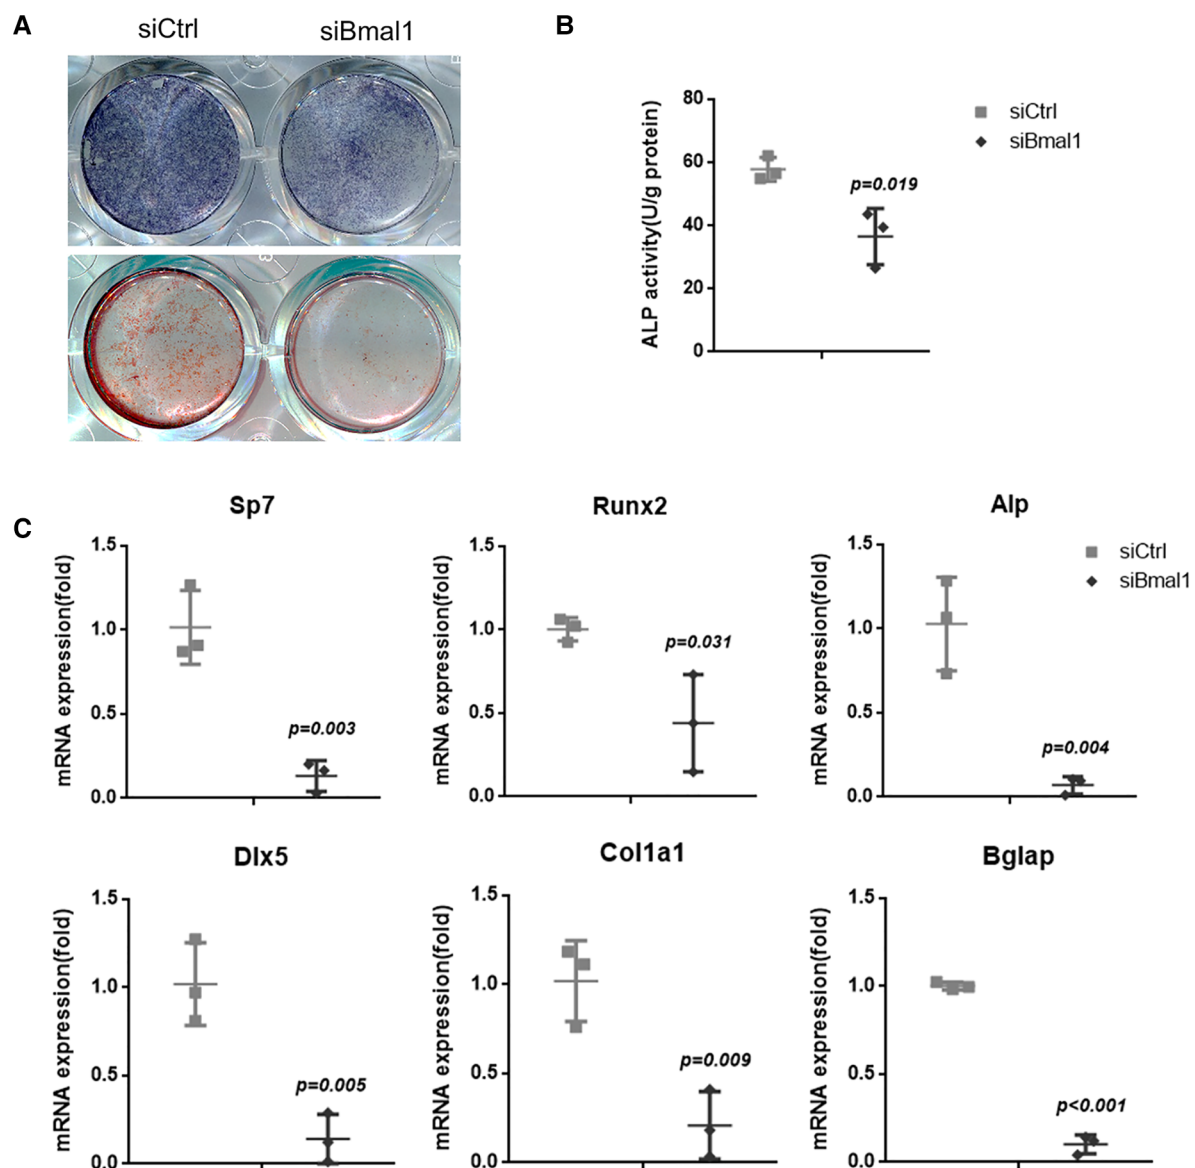 A
siCtrl
siBmal1
B
80
60
40
20
0
ALP activity(U/g protein)
p=0.019
siCtrl
siBmal1
C
Sp7
1.5
1.0
0.5
0.0
mRNA expression(fold)
p=0.003
Runx2
1.5
1.0
0.5
0.0
mRNA expression(fold)
p=0.031
Alp
1.5
1.0
0.5
0.0
mRNA expression(fold)
p=0.004
siCtrl
siBmal1
Dlx5
1.5
1.0
0.5
0.0
mRNA expression(fold)
p=0.005
Col1a1
1.5
1.0
0.5
0.0
mRNA expression(fold)
p=0.009
Bglap
1.5
1.0
0.5
0.0
mRNA expression(fold)
p<0.001